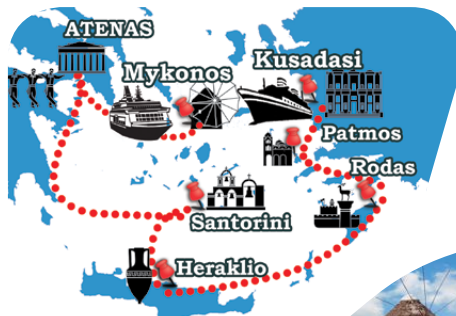 ATENAS
Mykonos
Kusadasi
Patmos
Rodas
Santorini
Heraklio